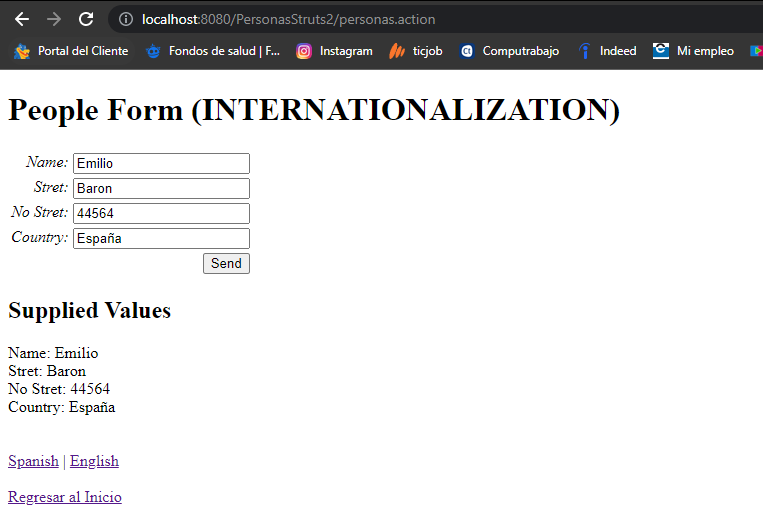 localhost:8080/PersonasStruts2/personas.action
Portal del Cliente Fondos de salud | F... Instagram ticjob Computrabajo Indeed Mi empleo
People Form (INTERNATIONALIZATION)
Name: Emilio
Stret: Baron
No Stret: 44564
Country: España
Send
Supplied Values
Name: Emilio
Stret: Baron
No Stret: 44564
Country: España
Spanish | English
Regresar al Inicio